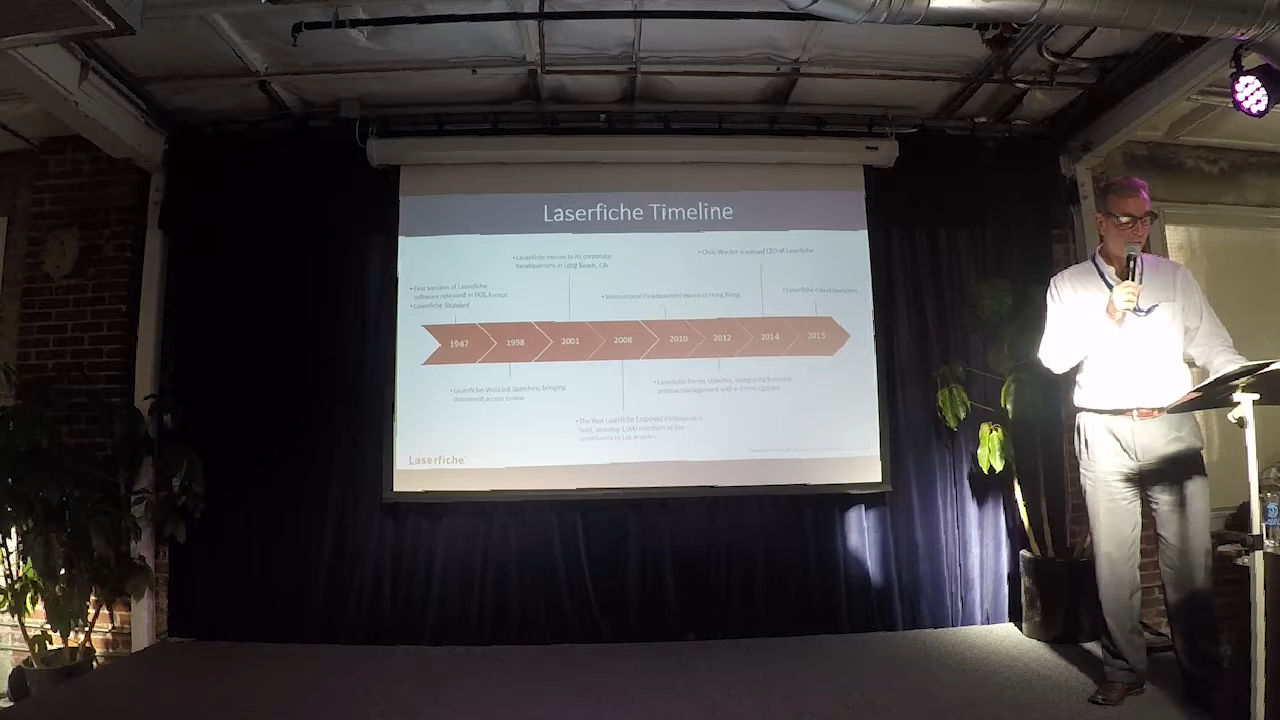 Laserfiche Timeline
• Laserfiche moves to its corporate
headquarters in Long Beach, CA
• Chris Wacker is named CEO of Laserfiche
• First version of Laserfiche
software released in DOS format
• Laserfiche founded
• International Headquarters opens in Hong Kong
• Laserfiche Cloud launches
1987 1998 2001 2008 2010 2012 2014 2015
• Laserfiche WebLink launches, bringing
document access online
• Laserfiche Forms launches, integrating business
process management with e-forms capture
• The first Laserfiche Empower conference is
held, drawing 1,000 members of the
community to Los Angeles
Laserfiche